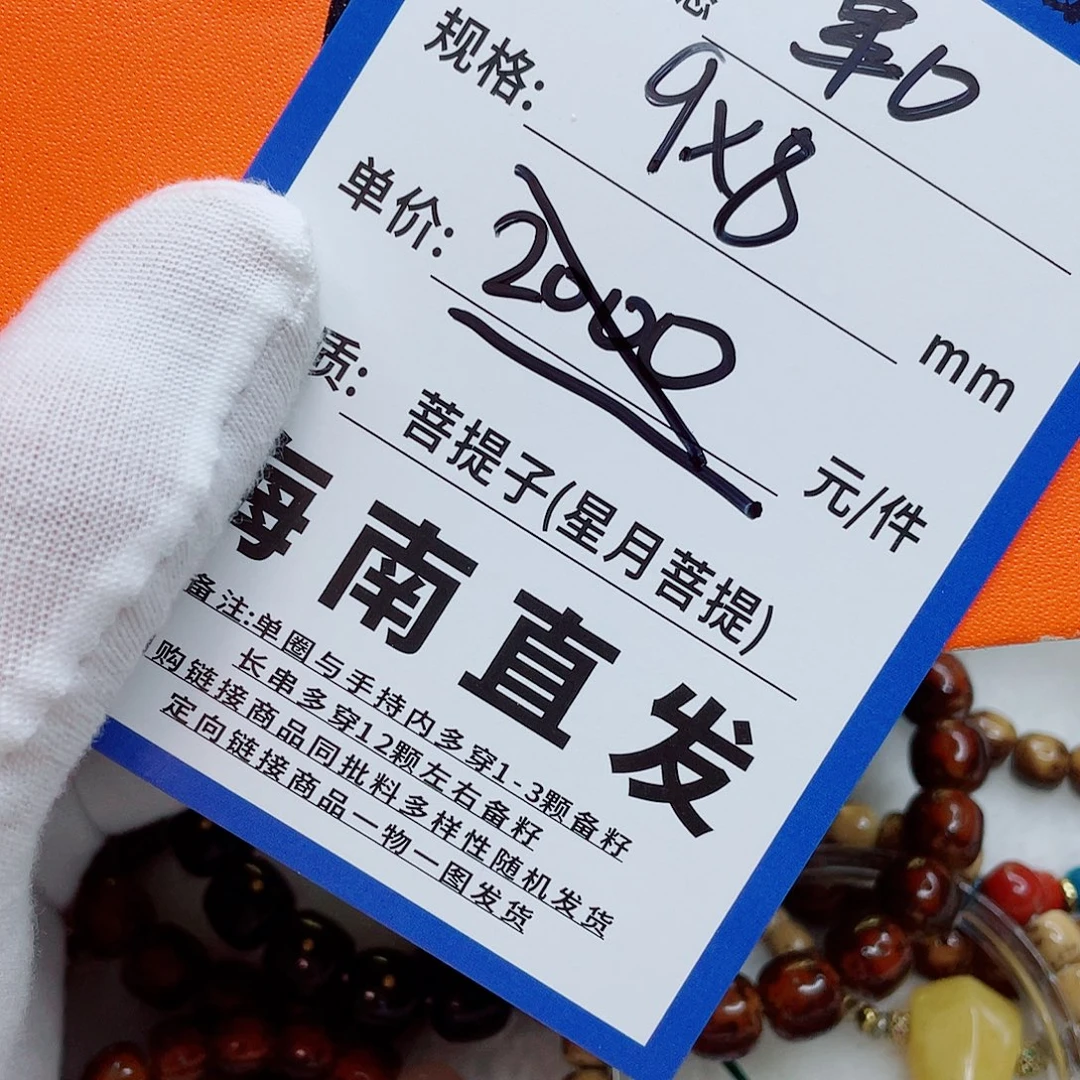 规格: 9x8 mm
单价: 2000 元/件
质: 菩提子(星月菩提)
海南直发
备注:单圈与手持内多穿1-3颗备籽
长串多穿12颗左右备籽
购链接商品同批料多样性随机发货
定向链接商品一物一图发货